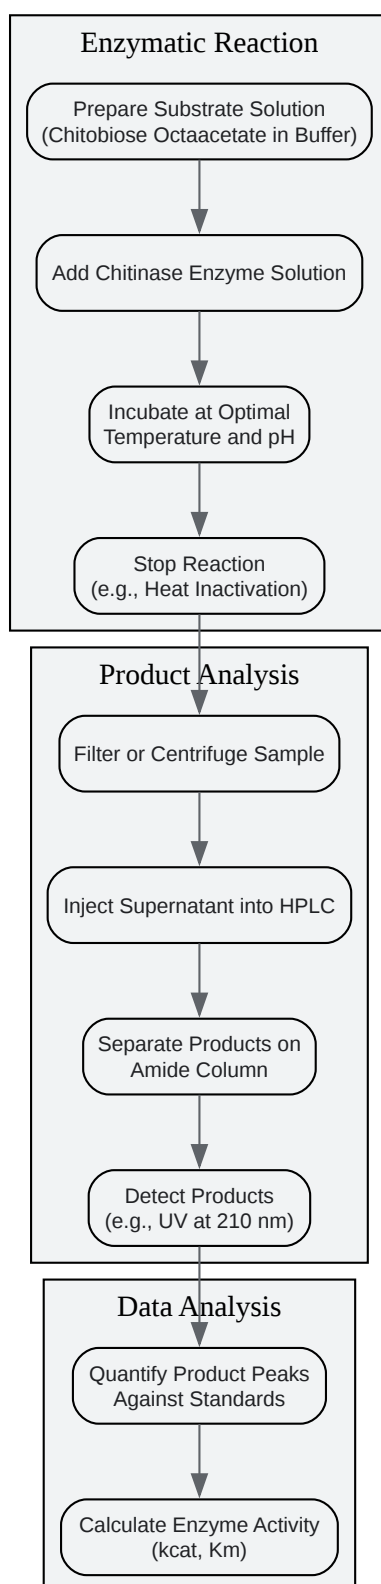 Enzymatic Reaction
Prepare Substrate Solution
(Chitobiose Octaacetate in Buffer)
Add Chitinase Enzyme Solution
Incubate at Optimal
Temperature and pH
Stop Reaction
(e.g., Heat Inactivation)
Product Analysis
Filter or Centrifuge Sample
Inject Supernatant into HPLC
Separate Products on
Amide Column
Detect Products
(e.g., UV at 210 nm)
Data Analysis
Quantify Product Peaks
Against Standards
Calculate Enzyme Activity
(kcat, Km)